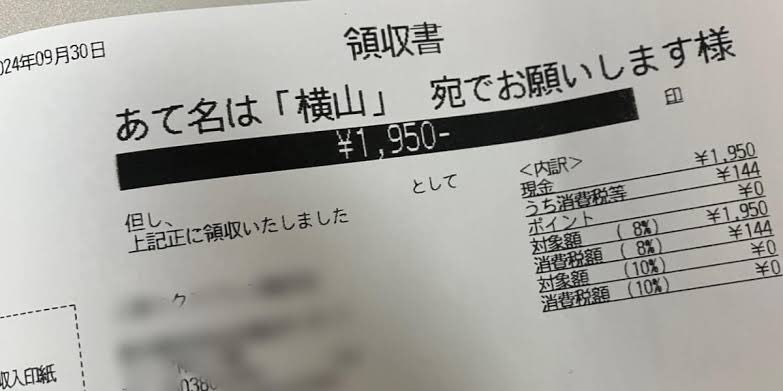 024年09月30日
領収書
あて名は「横山」 宛でお願いします様
¥1,950-
印
但し、 として
上記正に領収いたしました
<内訳>
現金 ¥1,950
うち消費税等 ¥144
ポイント ¥0
対象額 ( 8%) ¥1,950
消費税額 ( 8%) ¥144
対象額 (10%) ¥0
消費税額 (10%) ¥0
ク
収入印紙